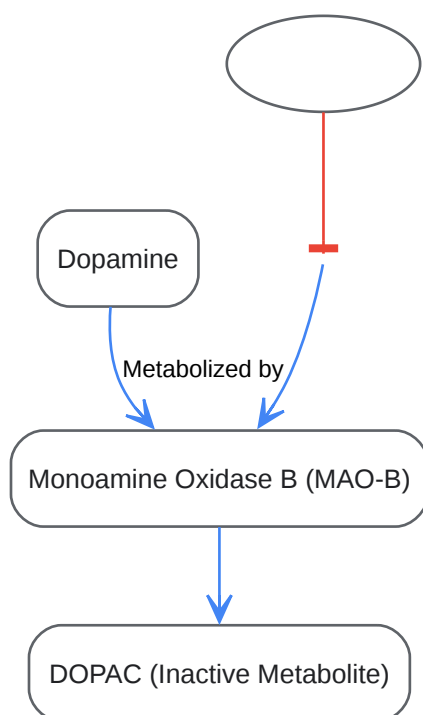 Dopamine
Metabolized by
Monoamine Oxidase B (MAO-B)
DOPAC (Inactive Metabolite)